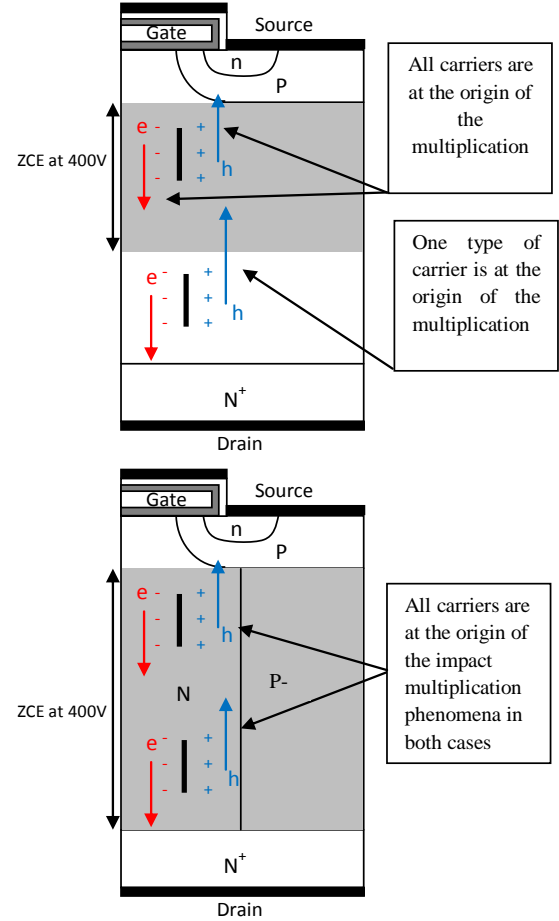 Gate
Source
n
P
All carriers are
at the origin of
the
multiplication
ZCE at 400V
e
- +
- +
- +
h
One type of
carrier is at the
origin of the
multiplication
e
- +
- +
- +
h
N+
Drain
Gate
Source
n
P
ZCE at 400V
e
- +
- +
- +
h
All carriers are
at the origin of
the impact
multiplication
phenomena in
both cases
N
P-
e
- +
- +
- +
h
N+
Drain